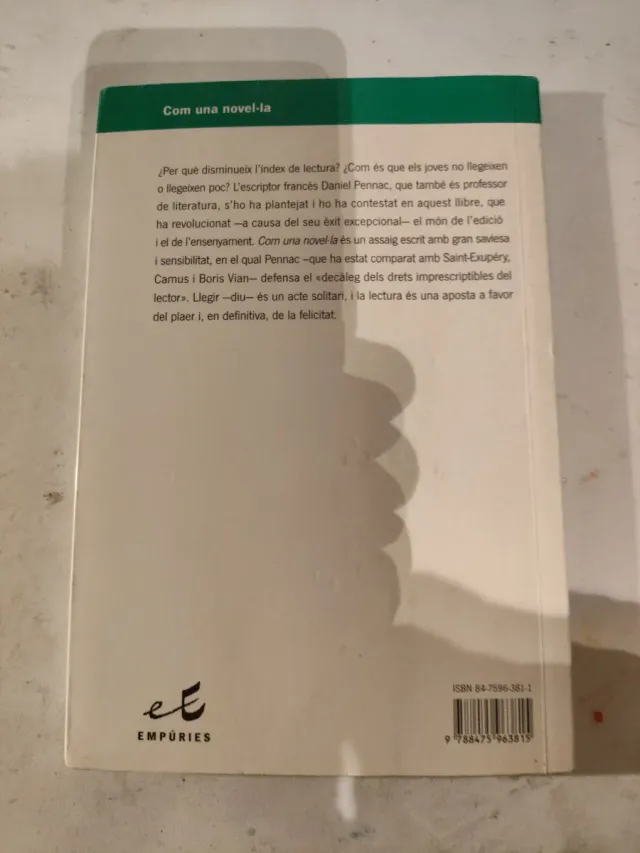 Com una novel·la
¿Per què disminueix l'índex de lectura? ¿Com és que els joves no llegeixen
o llegeixen poc? L'escriptor francès Daniel Pennac, que també és professor
de literatura, s'ho ha plantejat i ho ha contestat en aquest llibre, que
ha revolucionat —a causa del seu èxit excepcional— el món de l'edició
i el de l'ensenyament. Com una novel·la és un assaig escrit amb gran saviesa
i sensibilitat, en el qual Pennac —que ha estat comparat amb Saint-Exupéry,
Camus i Boris Vian— defensa el «decàleg dels drets imprescriptibles del
lector». Llegir —diu— és un acte solitari, i la lectura és una aposta a favor
del plaer i, en definitiva, de la felicitat.
ISBN 84-7596-381-1
9 788475 963815
EMPÚRIES